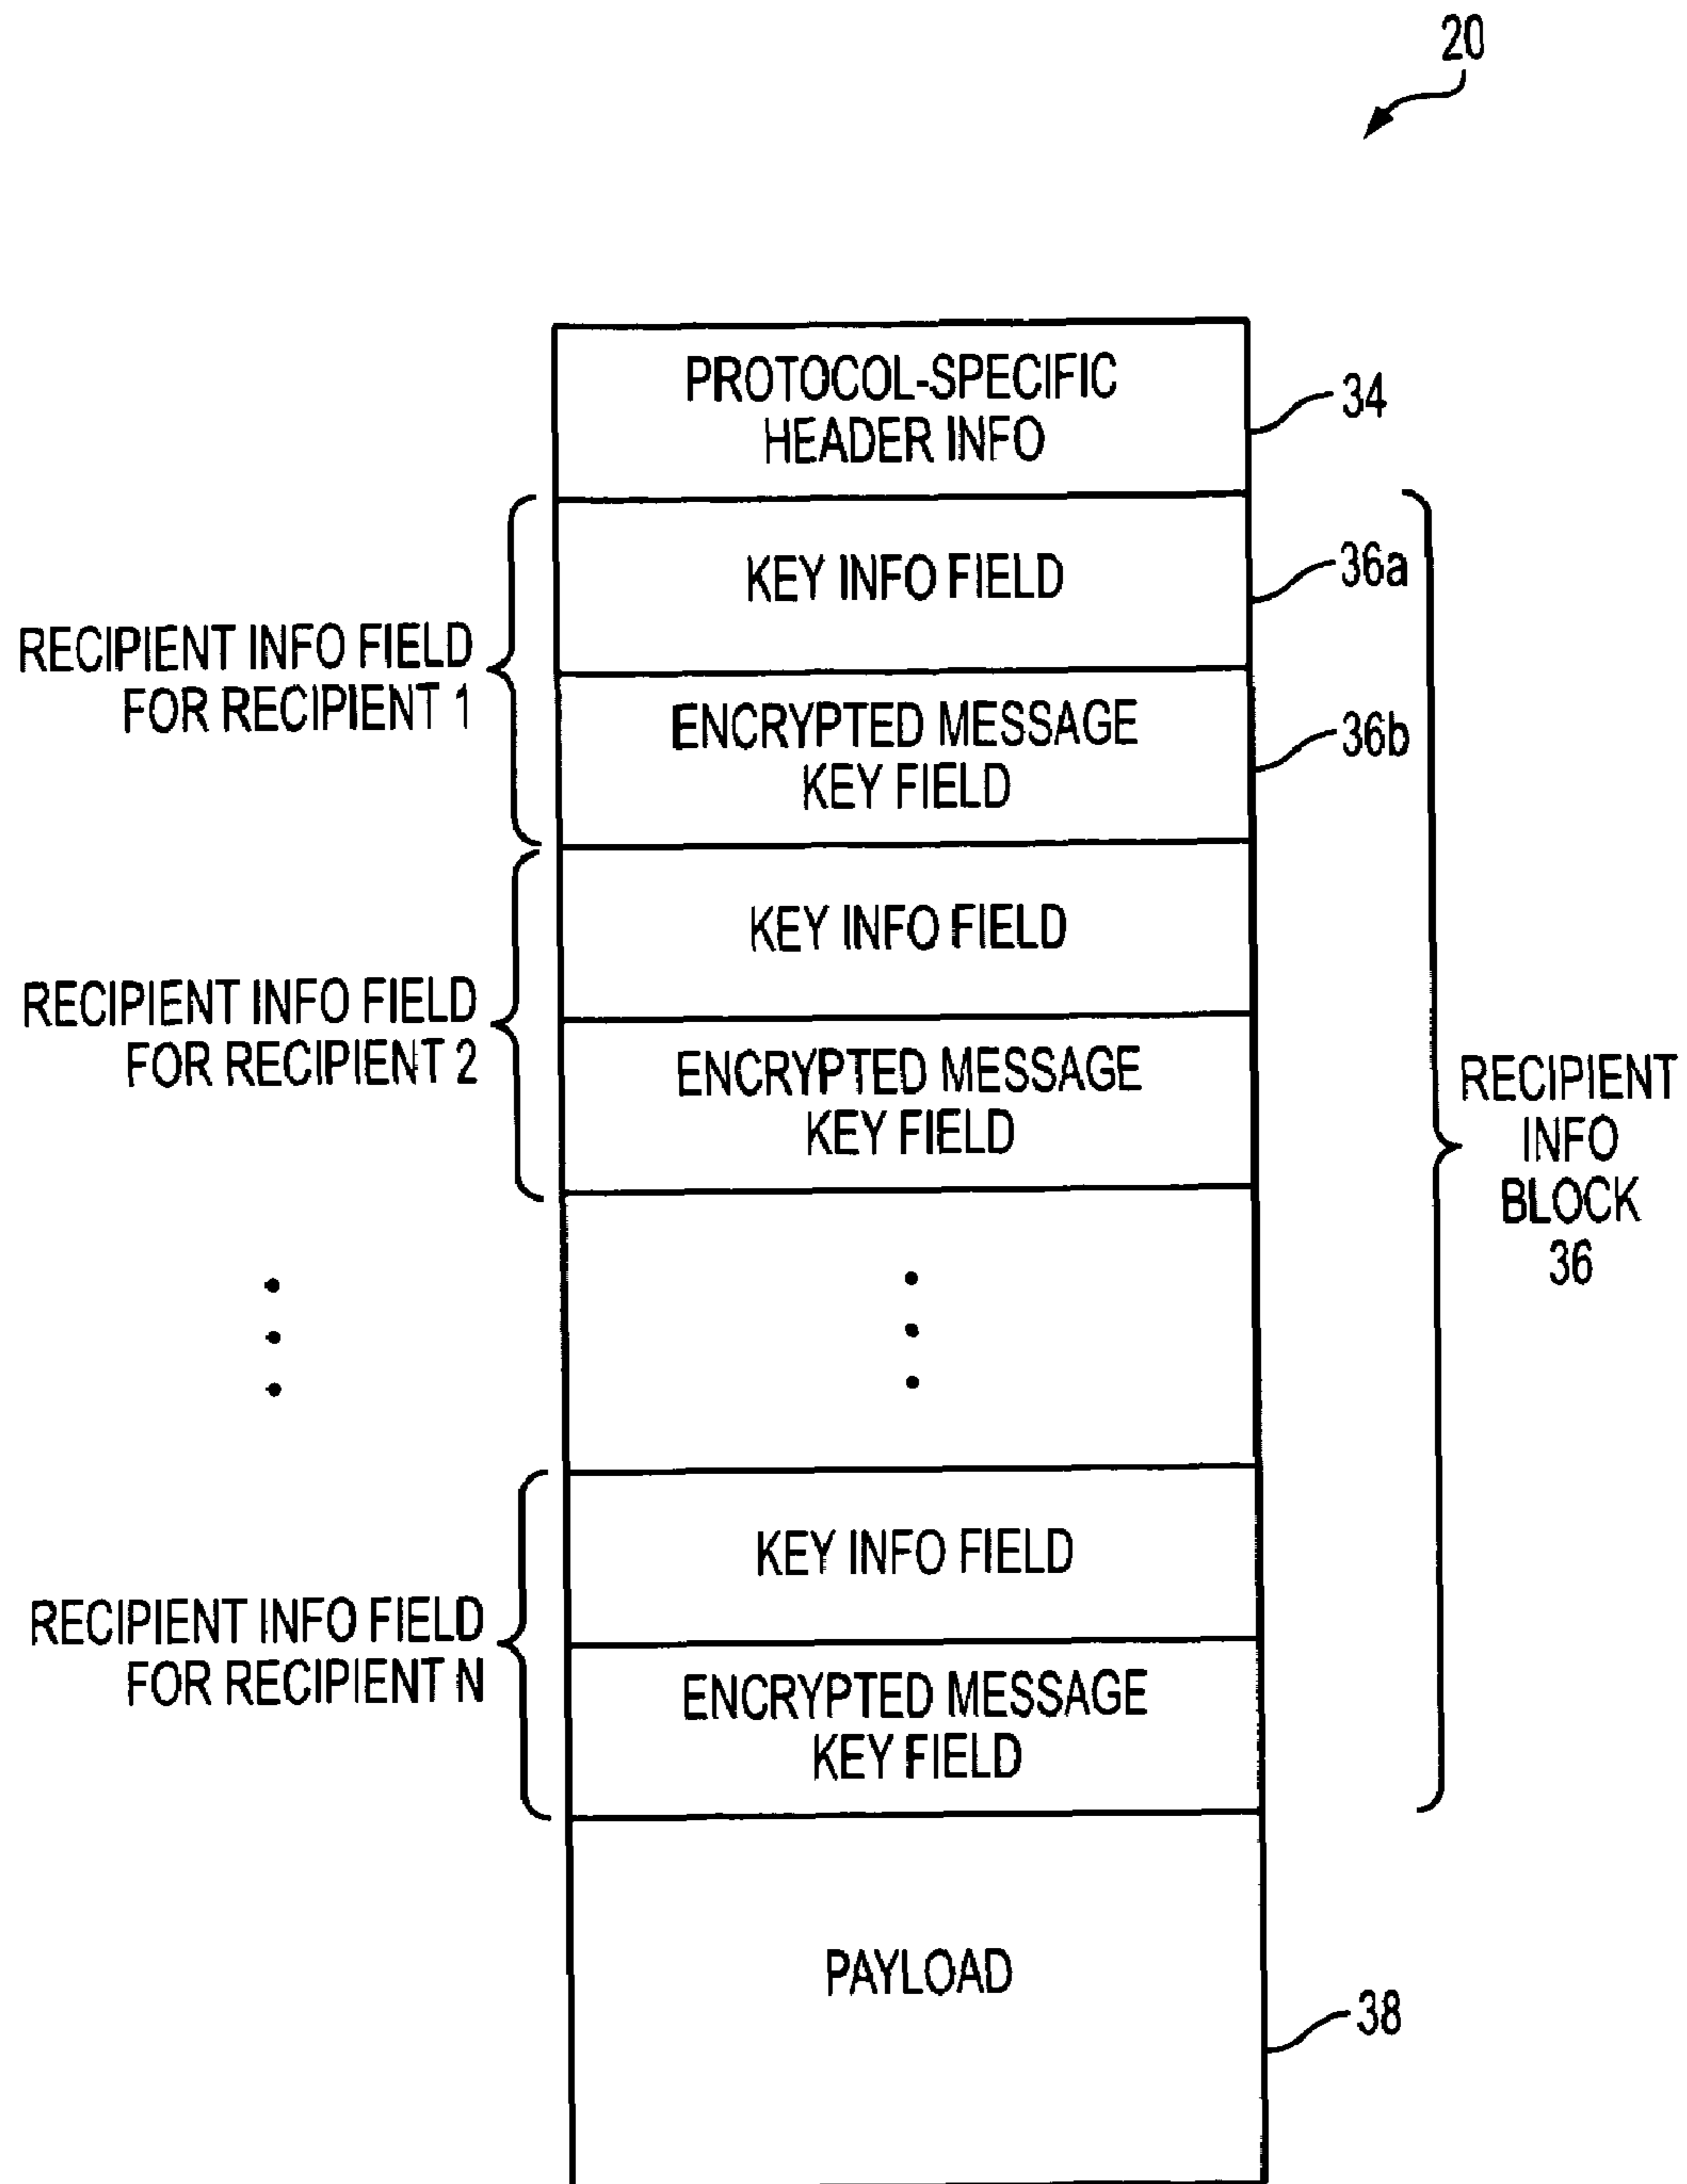 20
PROTOCOL-SPECIFIC
HEADER INFO
34
KEY INFO FIELD
36a
RECIPIENT INFO FIELD
FOR RECIPIENT 1
ENCRYPTED MESSAGE
KEY FIELD
36b
KEY INFO FIELD
RECIPIENT INFO FIELD
FOR RECIPIENT 2
ENCRYPTED MESSAGE
KEY FIELD
RECIPIENT
INFO
BLOCK
36
KEY INFO FIELD
RECIPIENT INFO FIELD
FOR RECIPIENT N
ENCRYPTED MESSAGE
KEY FIELD
PAYLOAD
38